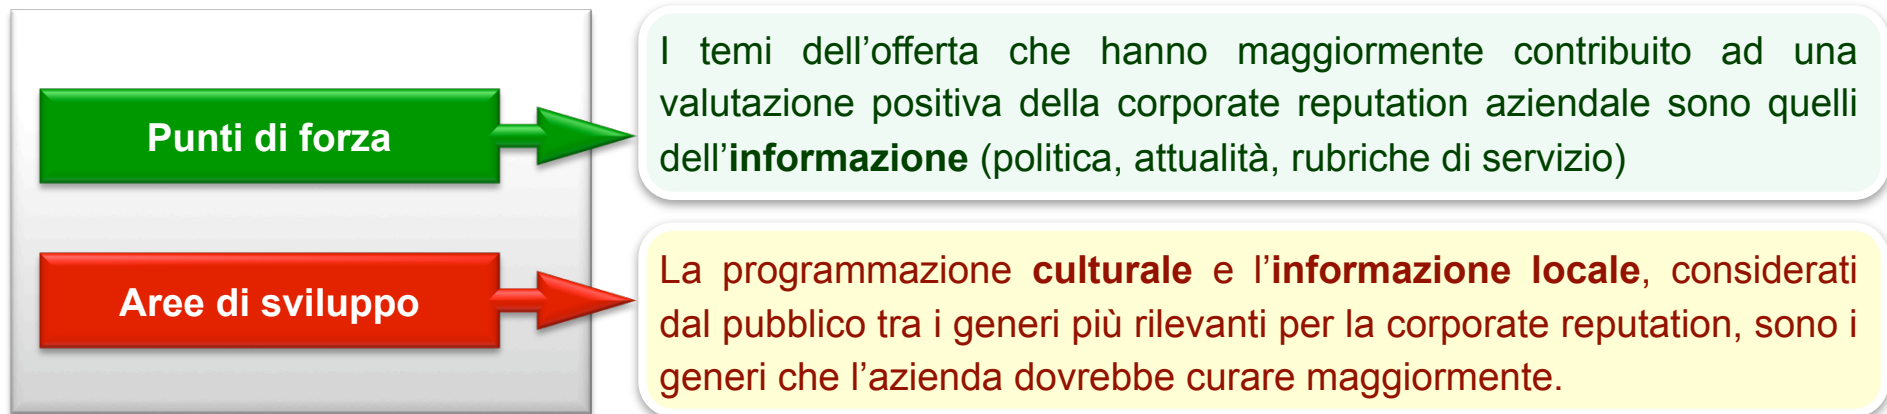 Punti di forza
I temi dell’offerta che hanno maggiormente contribuito ad una
valutazione positiva della corporate reputation aziendale sono quelli
dell’informazione (politica, attualità, rubriche di servizio)
Aree di sviluppo
La programmazione culturale e l’informazione locale, considerati
dal pubblico tra i generi più rilevanti per la corporate reputation, sono i
generi che l’azienda dovrebbe curare maggiormente.